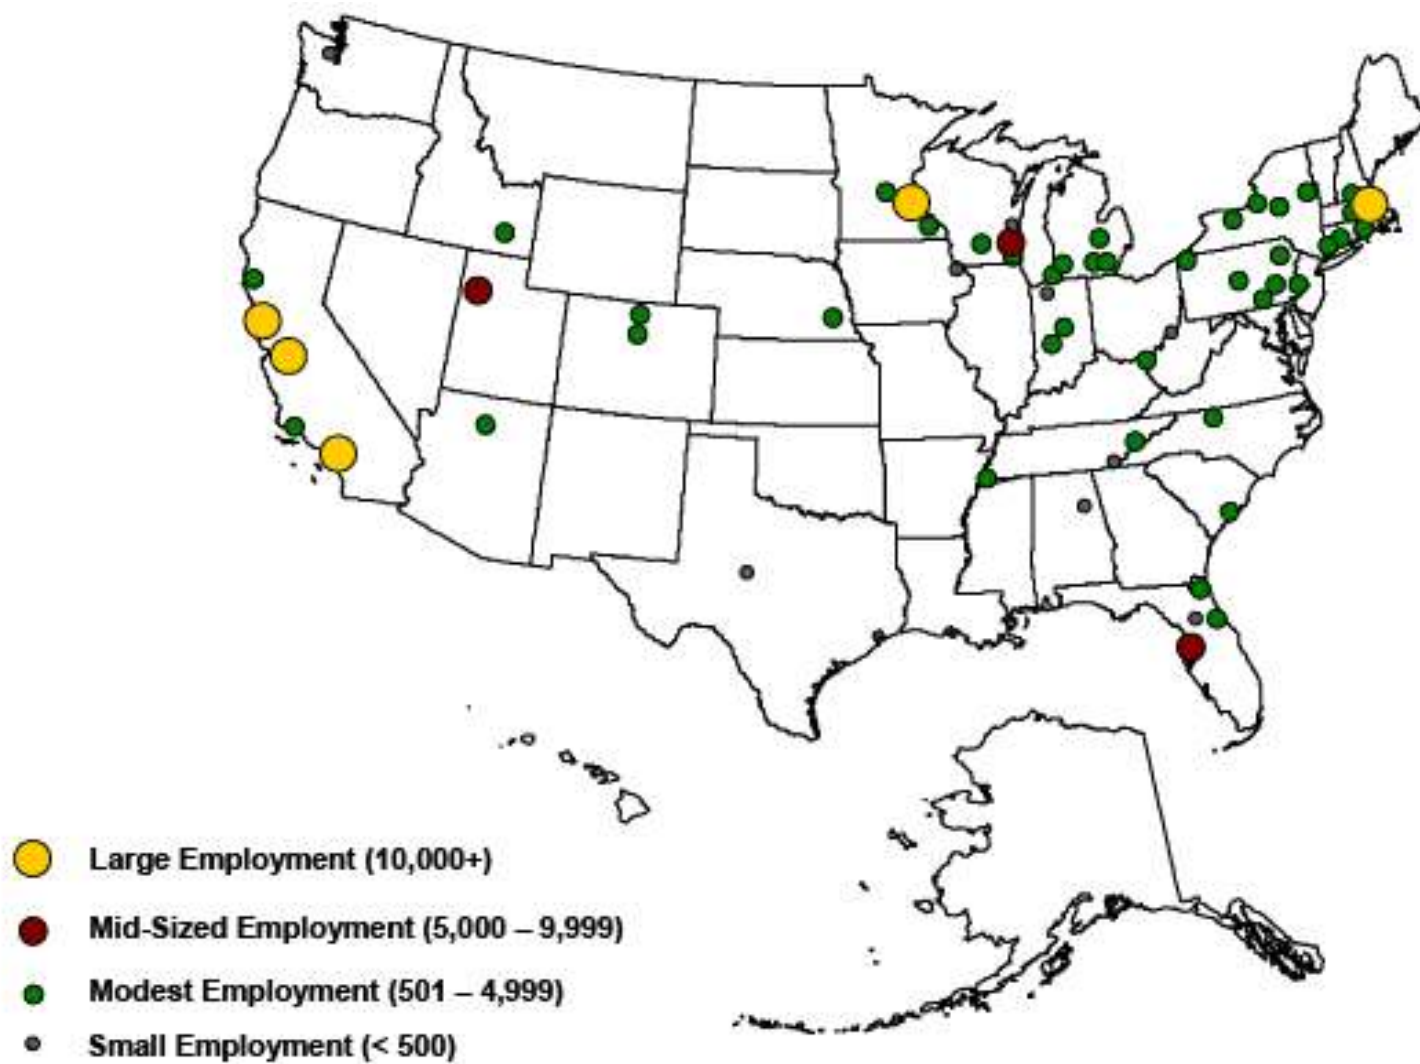 Large Employment (10,000+)
Mid-Sized Employment (5,000 – 9,999)
Modest Employment (501 – 4,999)
Small Employment (< 500)